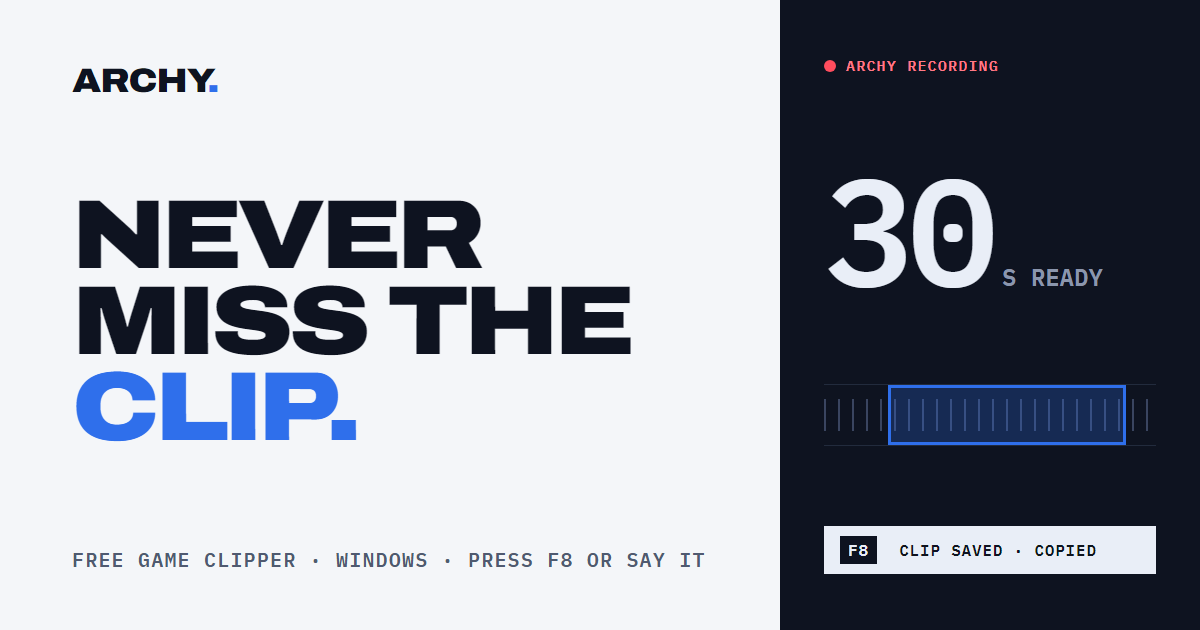 ARCHY.
NEVER
MISS THE
CLIP.
FREE GAME CLIPPER · WINDOWS · PRESS F8 OR SAY IT
ARCHY RECORDING
30 S READY
F8 CLIP SAVED · COPIED